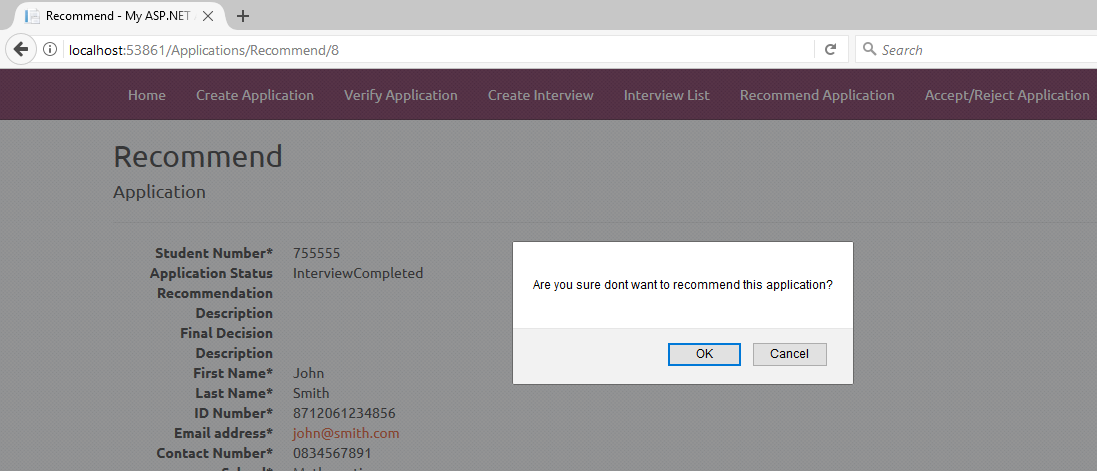 Recommend - My ASP.NET
localhost:53861/Applications/Recommend/8
Search
Home Create Application Verify Application Create Interview Interview List Recommend Application Accept/Reject Application
Recommend
Application
Student Number* 755555
Application Status InterviewCompleted
Recommendation
Description
Final Decision
Description
First Name* John
Last Name* Smith
ID Number* 8712061234856
Email address* john@smith.com
Contact Number* 0834567891
Are you sure dont want to recommend this application?
OK Cancel